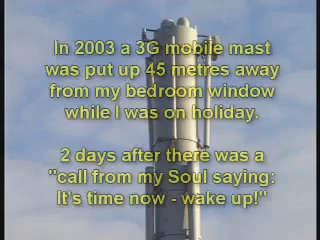 In 2003 a 3G mobile mast
was put up 45 metres away
from my bedroom window
while I was on holiday.
2 days after there was a
"call from my Soul saying:
It's time now - wake up!"